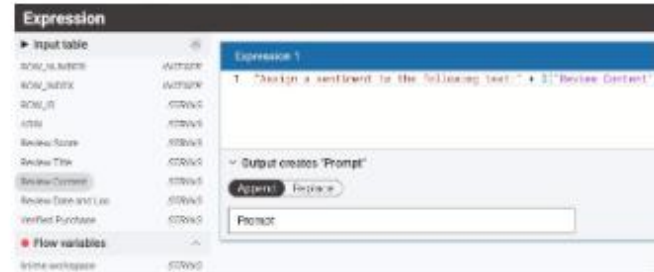 Expression
Input table
ROW_NUMBER INTEGER
ROW_INDEX INTEGER
ROW_ID STRING
ASIN STRING
Review Score STRING
Review Title STRING
Review Content STRING
Review Date and Loc STRING
Verified Purchase STRING
Flow variables
knime.workspace STRING
Expression 1
1 "Assign a sentiment to the following text:" + $["Review Content"
Output creates "Prompt"
Append Replace
Prompt